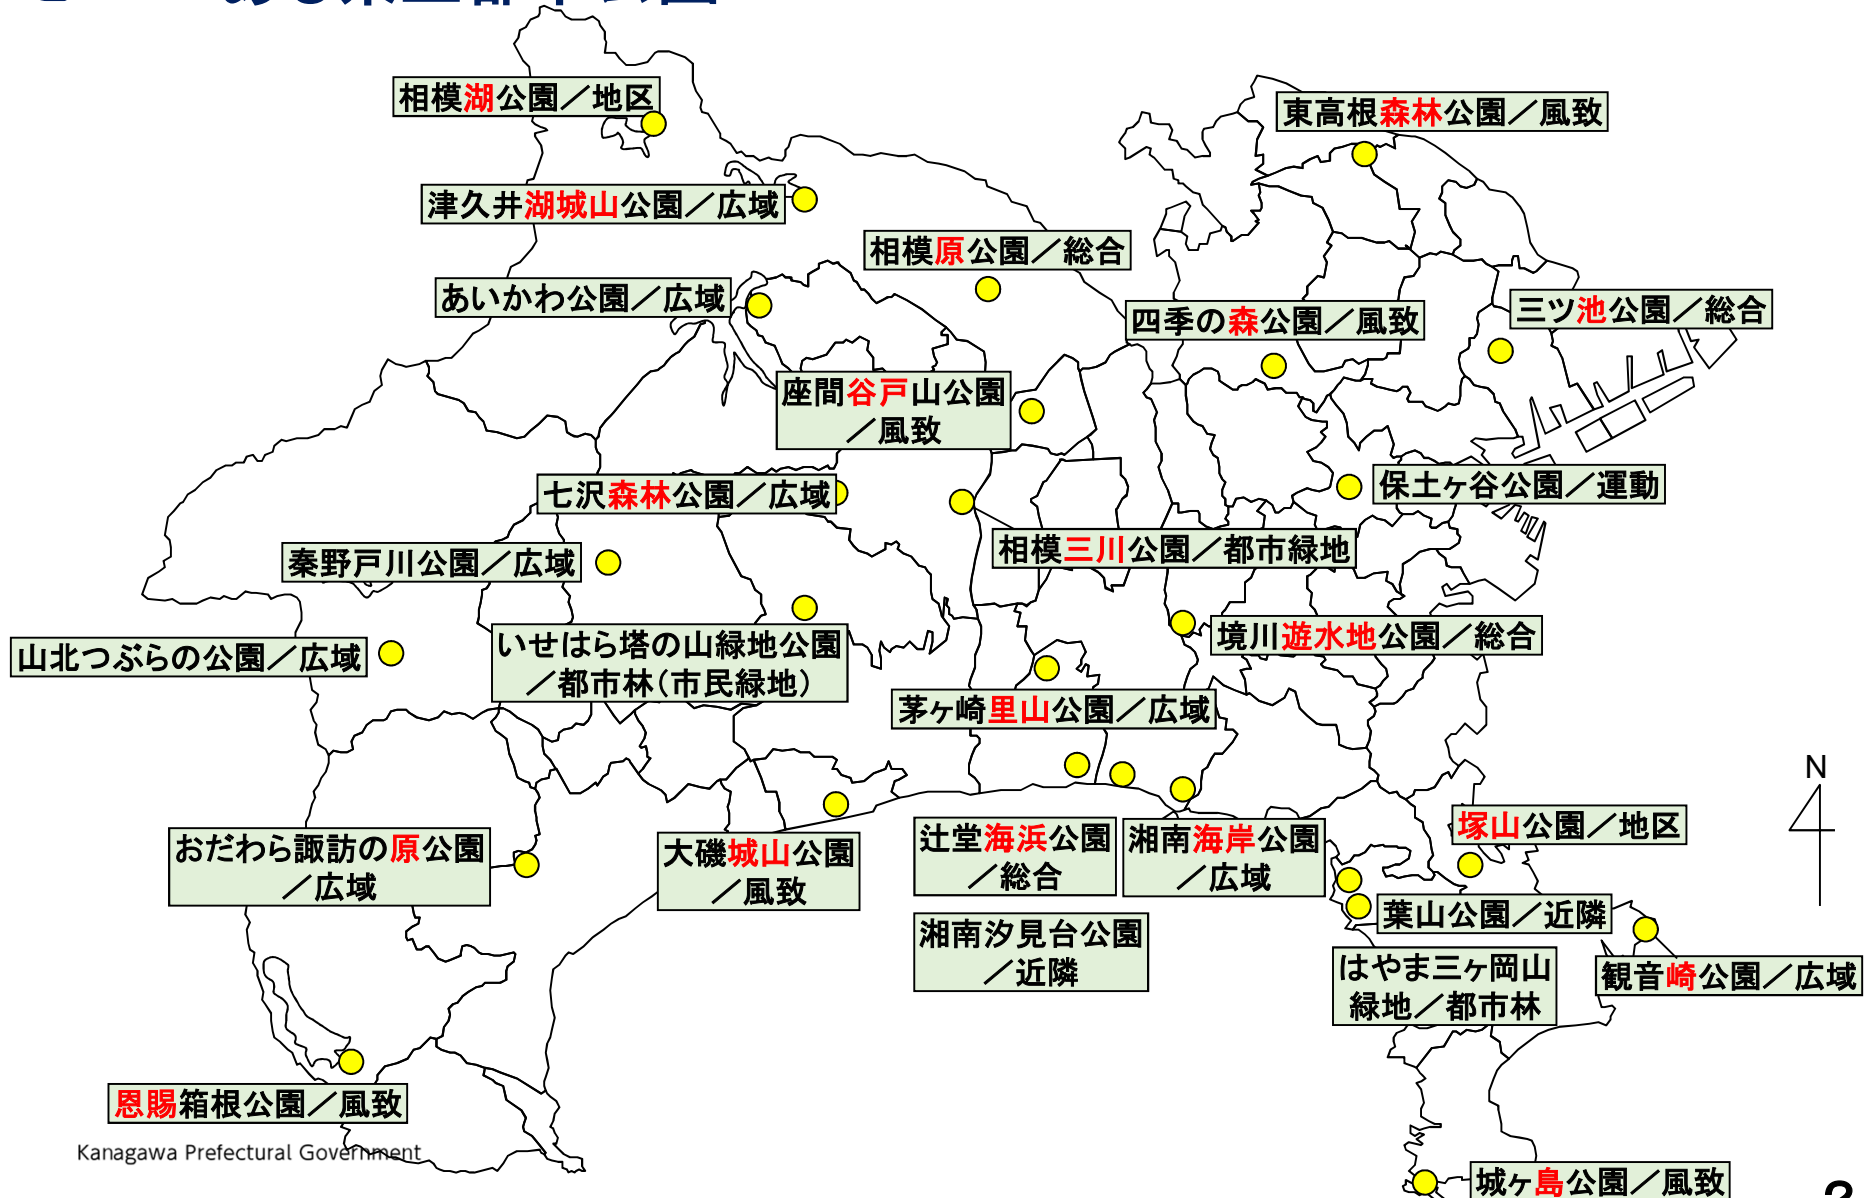 相模湖公園／地区
東高根森林公園／風致
津久井湖城山公園／広域
相模原公園／総合
あいかわ公園／広域
四季の森公園／風致
三ツ池公園／総合
座間谷戸山公園
／風致
七沢森林公園／広域
保土ヶ谷公園／運動
相模三川公園／都市緑地
秦野戸川公園／広域
山北つぶらの公園／広域
いせはら塔の山緑地公園
／都市林（市民緑地）
境川遊水地公園／総合
茅ヶ崎里山公園／広域
N
おだわら諏訪の原公園
／広域
大磯城山公園
／風致
辻堂海浜公園
／総合
湘南海岸公園
／広域
塚山公園／地区
葉山公園／近隣
湘南汐見台公園
／近隣
はやま三ヶ岡山
緑地／都市林
観音崎公園／広域
恩賜箱根公園／風致
Kanagawa Prefectural Government
城ヶ島公園／風致